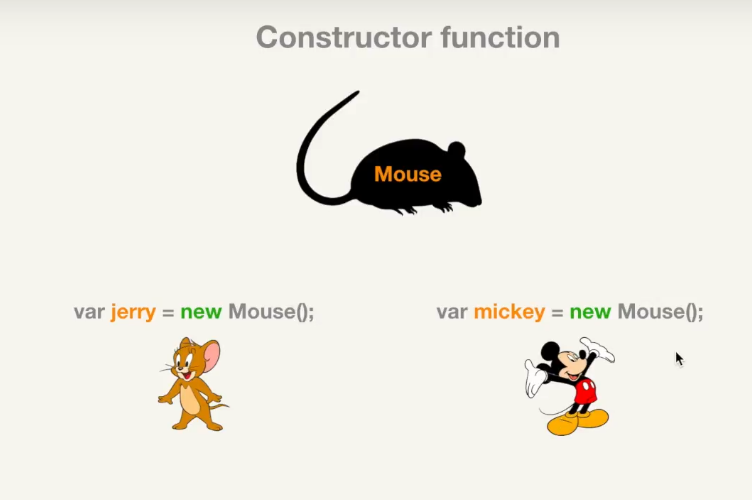 Constructor function
Mouse
var jerry = new Mouse();
var mickey = new Mouse();